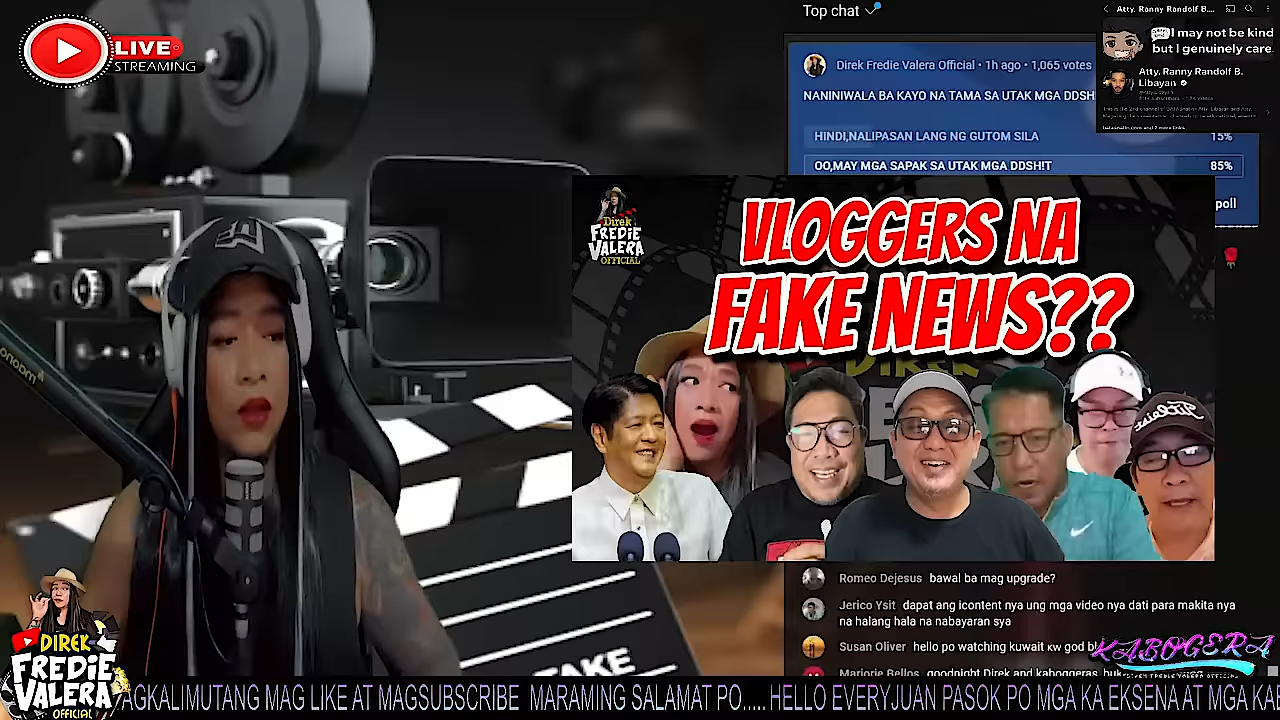 LIVE
STREAMING
Top chat
Direk Fredie Valera Official • 1h ago • 1,065 votes
NANINIWALA BA KAYO NA TAMA SA UTAK MGA DDSH
HINDI,NALIPASAN LANG NG GUTOM SILA
15%
OO,MAY MGA SAPAK SA UTAK MGA DDSH!T
85%
poll
Atty. Ranny Randolf B...
I may not be kind
but I genuinely care
Atty. Ranny Randolf B.
Libayan
DIREK
FREDIE
VALERA
OFFICIAL
VLOGGERS NA
FAKE NEWS??
DIREK
Titleist
maono
TAKE
Romeo Dejesus bawal ba mag upgrade?
Jerico Ysit dapat ang icontent nya ung mga video nya dati para makita nya
na halang hala na nabayaran sya
Susan Oliver hello po watching kuwait kw god b
Marjorie Bellos goodnight Direk and kabogeras
KABOGERA
DIREK
FREDIE
VALERA
OFFICIAL
AGKALIMUTANG MAG LIKE AT MAGSUBSCRIBE MARAMING SALAMAT PO..... HELLO EVERYJUAN PASOK PO MGA KA EKSENA AT MGA KAB